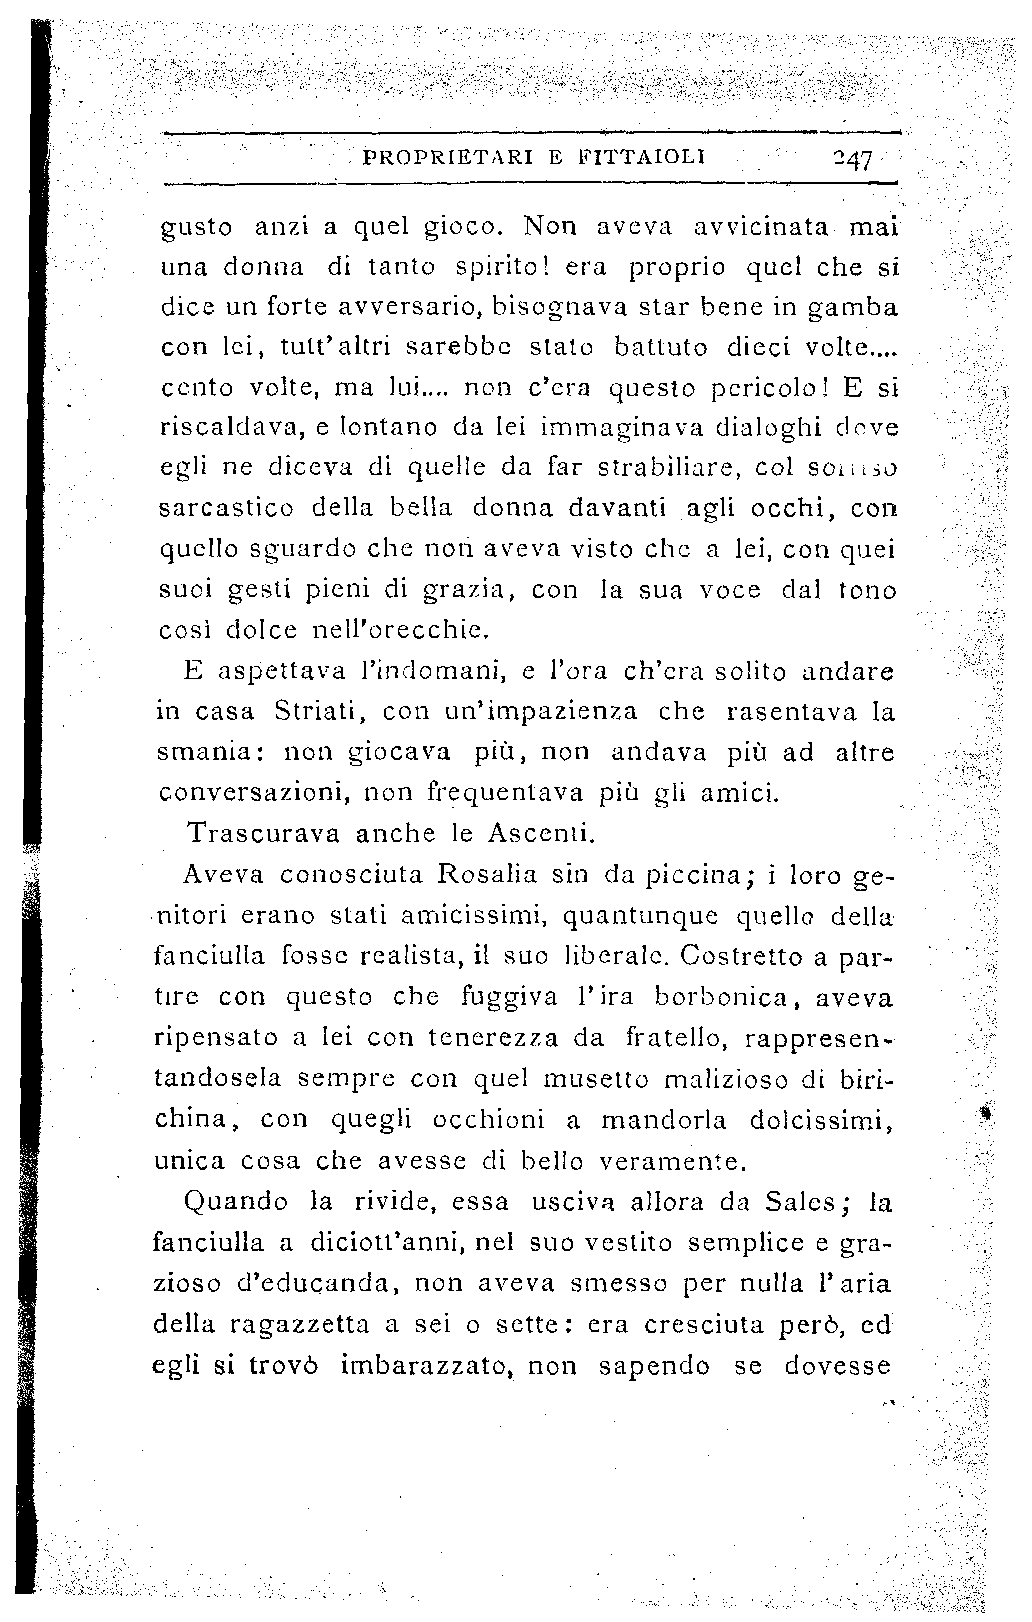 PROPRIETARI E FITTAIOLI 247
gusto anzi a quel gioco. Non aveva avvicinata mai
una donna di tanto spirito! era proprio quel che si
dice un forte avversario, bisognava star bene in gamba
con lei, tutt'altri sarebbe stato battuto dieci volte....
cento volte, ma lui.... non c'era questo pericolo! E si
riscaldava, e lontano da lei immaginava dialoghi dove
egli ne diceva di quelle da far strabiliare, col sorriso
sarcastico della bella donna davanti agli occhi, con
quello sguardo che non aveva visto che a lei, con quei
suoi gesti pieni di grazia, con la sua voce dal tono
così dolce nell'orecchie.
E aspettava l'indomani, e l'ora ch'era solito andare
in casa Striati, con un'impazienza che rasentava la
smania: non giocava più, non andava più ad altre
conversazioni, non frequentava più gli amici.
Trascurava anche le Ascenti.
Aveva conosciuta Rosalia sin da piccina; i loro ge-
nitori erano stati amicissimi, quantunque quello della
fanciulla fosse realista, il suo liberale. Costretto a par-
tire con questo che fuggiva l'ira borbonica, aveva
ripensato a lei con tenerezza da fratello, rappresen-
tandosela sempre con quel musetto malizioso di biri-
china, con quegli occhioni a mandorla dolcissimi,
unica cosa che avesse di bello veramente.
Quando la rivide, essa usciva allora da Sales; la
fanciulla a diciott'anni, nel suo vestito semplice e gra-
zioso d'educanda, non aveva smesso per nulla l'aria
della ragazzetta a sei o sette: era cresciuta però, ed
egli si trovò imbarazzato, non sapendo se dovesse